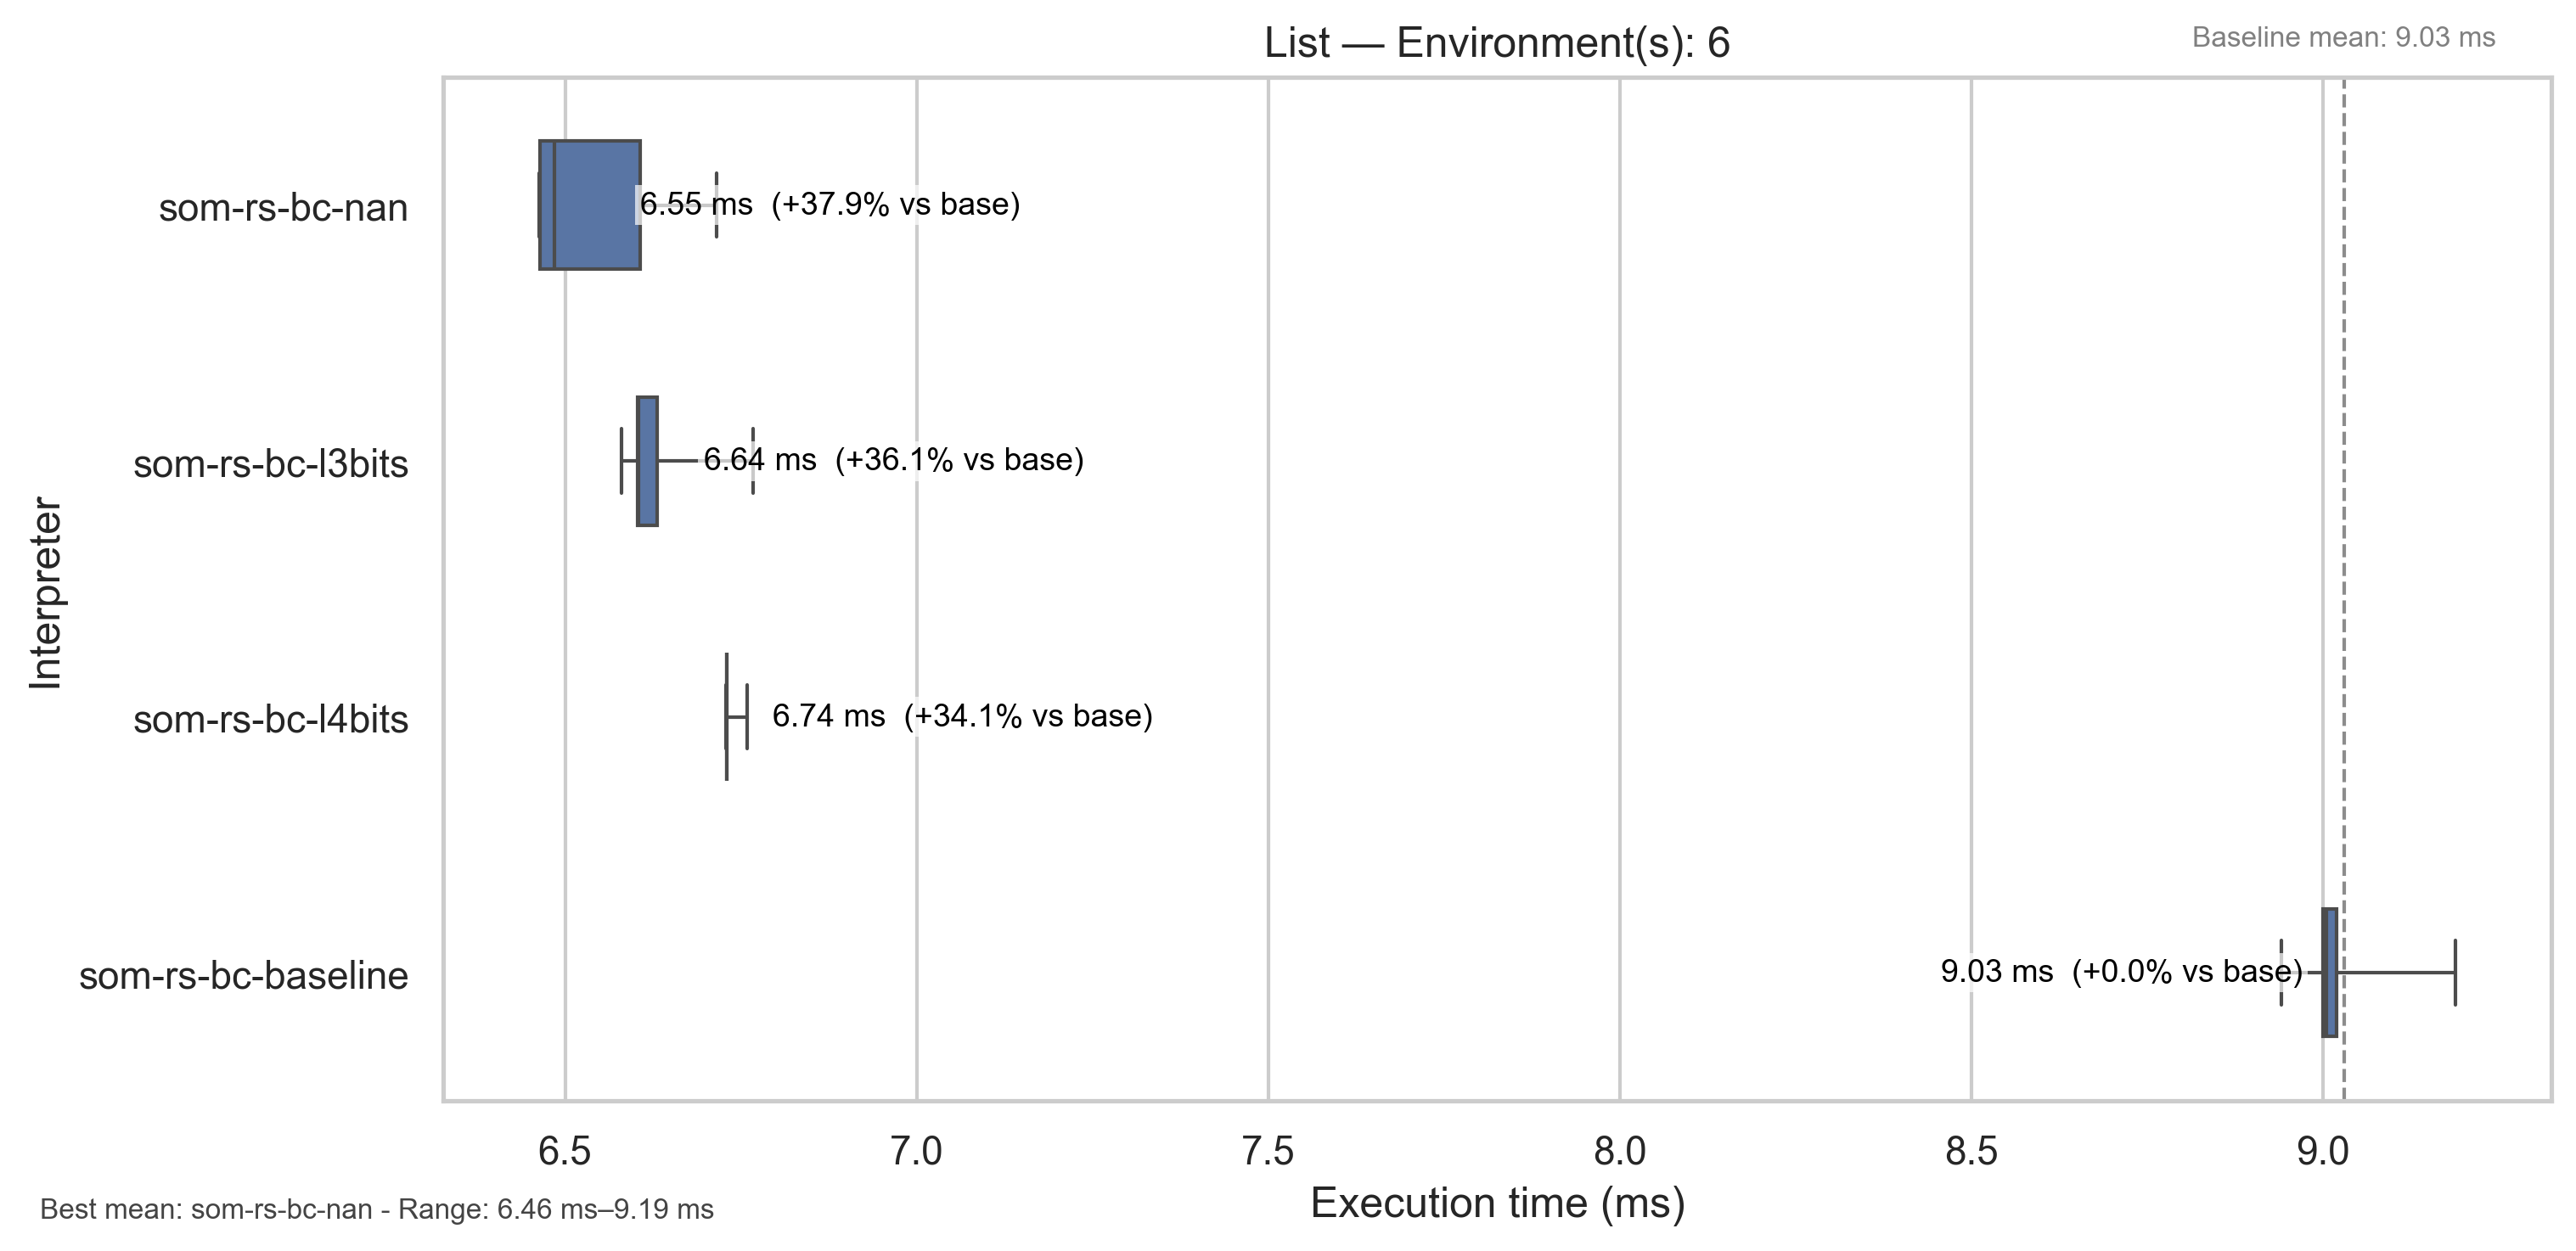 List — Environment(s): 6
Baseline mean: 9.03 ms
som-rs-bc-nan
6.55 ms  (+37.9% vs base)
som-rs-bc-l3bits
6.64 ms  (+36.1% vs base)
som-rs-bc-l4bits
6.74 ms  (+34.1% vs base)
som-rs-bc-baseline
9.03 ms  (+0.0% vs base)
Interpreter
6.5
7.0
7.5
8.0
8.5
9.0
Execution time (ms)
Best mean: som-rs-bc-nan - Range: 6.46 ms–9.19 ms